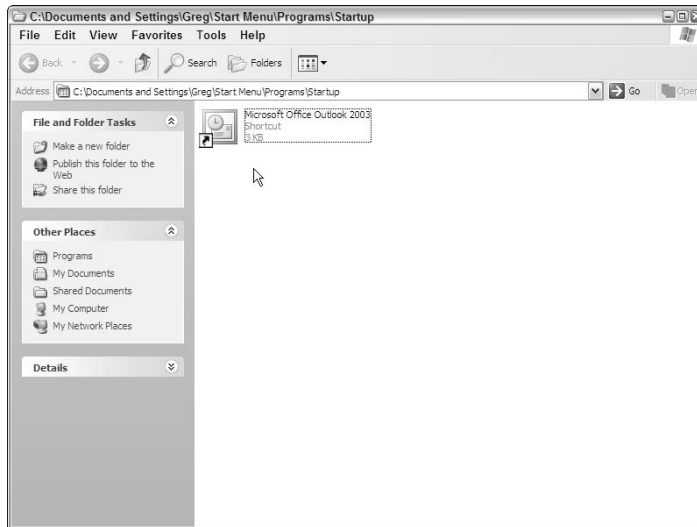 C:\Documents and Settings\Greg\Start Menu\Programs\Startup
File Edit View Favorites Tools Help
Back Search Folders
Address C:\Documents and Settings\Greg\Start Menu\Programs\Startup Go Open
File and Folder Tasks
Make a new folder
Publish this folder to the
Web
Share this folder
Other Places
Programs
My Documents
Shared Documents
My Computer
My Network Places
Details
Microsoft Office Outlook 2003
Shortcut
3 KB